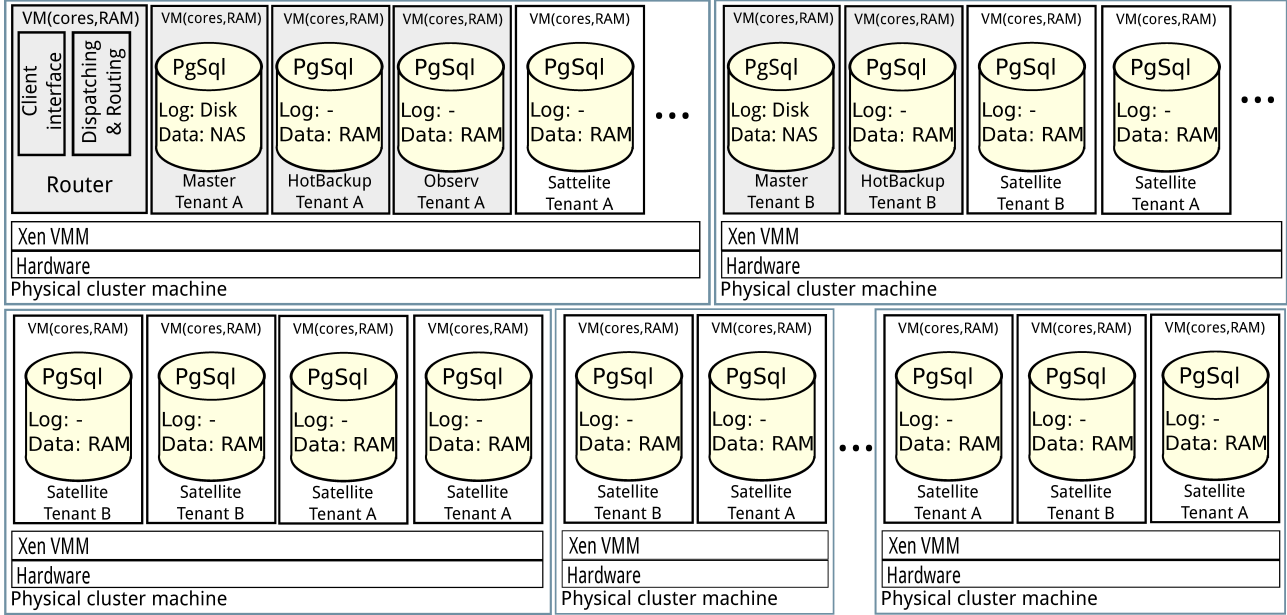 VM(cores,RAM)
Client
interface
Dispatching
& Routing
Router
VM(cores,RAM)
PgSql
Log: Disk
Data: NAS
Master
Tenant A
VM(cores,RAM)
PgSql
Log: -
Data: RAM
HotBackup
Tenant A
VM(cores,RAM)
PgSql
Log: -
Data: RAM
Observ
Tenant A
VM(cores,RAM)
PgSql
Log: -
Data: RAM
Sattelite
Tenant A
...
Xen VMM
Hardware
Physical cluster machine
VM(cores,RAM)
PgSql
Log: Disk
Data: NAS
Master
Tenant B
VM(cores,RAM)
PgSql
Log: -
Data: RAM
HotBackup
Tenant B
VM(cores,RAM)
PgSql
Log: -
Data: RAM
Satellite
Tenant B
VM(cores,RAM)
PgSql
Log: -
Data: RAM
Satellite
Tenant A
...
Xen VMM
Hardware
Physical cluster machine
VM(cores,RAM)
PgSql
Log: -
Data: RAM
Satellite
Tenant B
VM(cores,RAM)
PgSql
Log: -
Data: RAM
Satellite
Tenant B
VM(cores,RAM)
PgSql
Log: -
Data: RAM
Satellite
Tenant A
VM(cores,RAM)
PgSql
Log: -
Data: RAM
Satellite
Tenant A
Xen VMM
Hardware
Physical cluster machine
VM(cores,RAM)
PgSql
Log: -
Data: RAM
Satellite
Tenant B
VM(cores,RAM)
PgSql
Log: -
Data: RAM
Satellite
Tenant A
Xen VMM
Hardware
Physical cluster machine
...
VM(cores,RAM)
PgSql
Log: -
Data: RAM
Satellite
Tenant A
VM(cores,RAM)
PgSql
Log: -
Data: RAM
Satellite
Tenant B
VM(cores,RAM)
PgSql
Log: -
Data: RAM
Satellite
Tenant A
Xen VMM
Hardware
Physical cluster machine